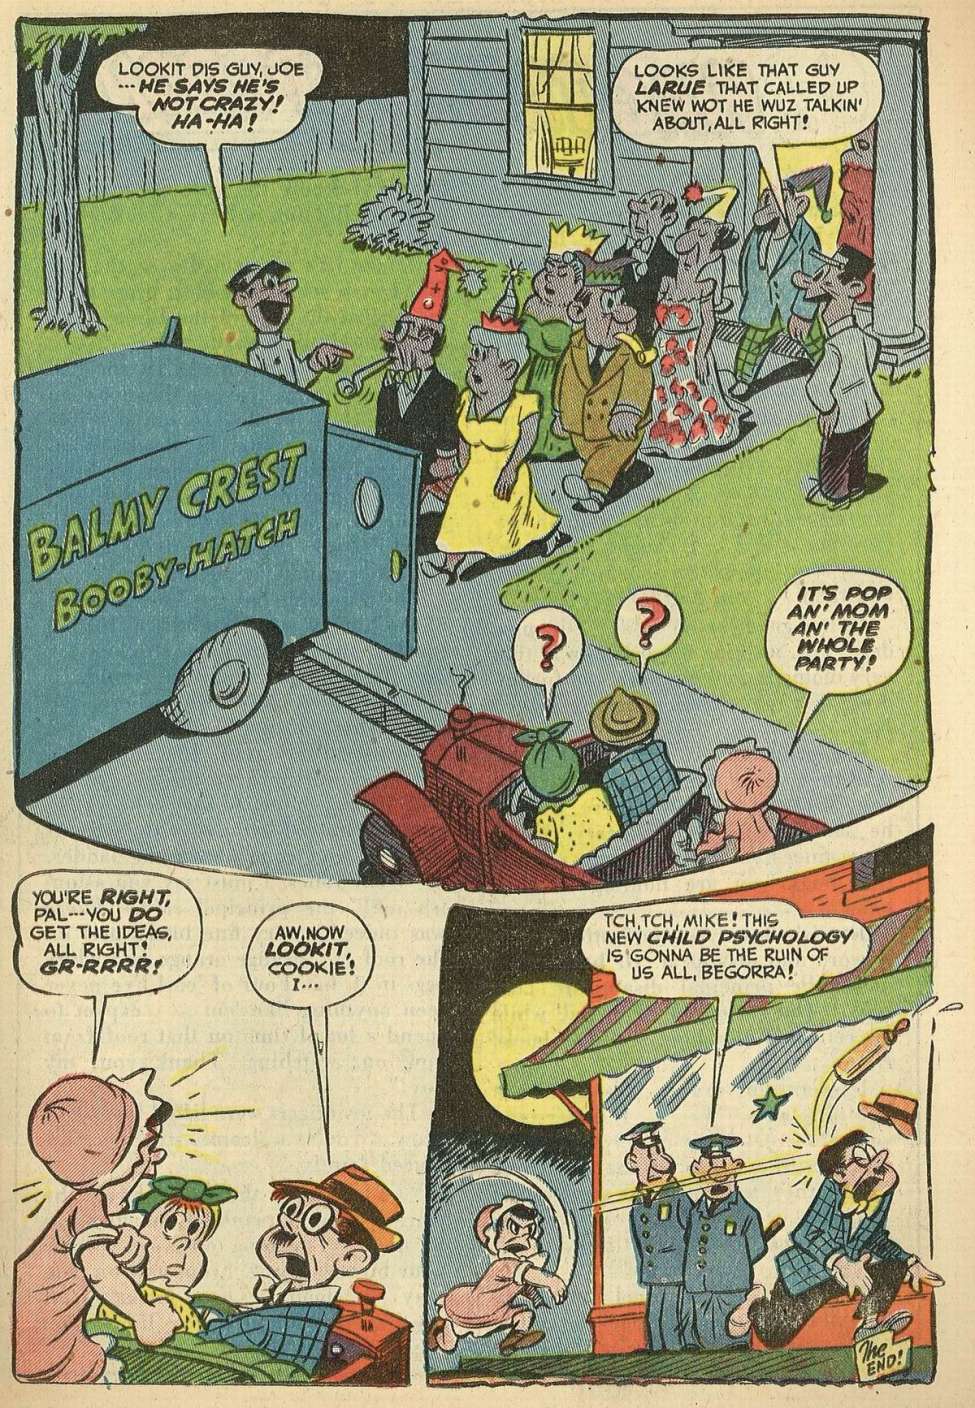 LOOKIT DIS GUY, JOE
---HE SAYS HE'S
NOT CRAZY!
HA-HA!
LOOKS LIKE THAT GUY
LARUE THAT CALLED UP
KNEW WOT HE WUZ TALKIN'
ABOUT, ALL RIGHT!
BALMY CREST
BOOBY-HATCH
?
?
IT'S POP
AN' MOM
AN' THE
WHOLE
PARTY!
YOU'RE RIGHT,
PAL---YOU DO
GET THE IDEAS,
ALL RIGHT!
GR-RRRR!
AW, NOW
LOOKIT,
COOKIE!
I...
TCH, TCH, MIKE! THIS
NEW CHILD PSYCHOLOGY
IS GONNA BE THE RUIN OF
US ALL, BEGORRA!
The
END!